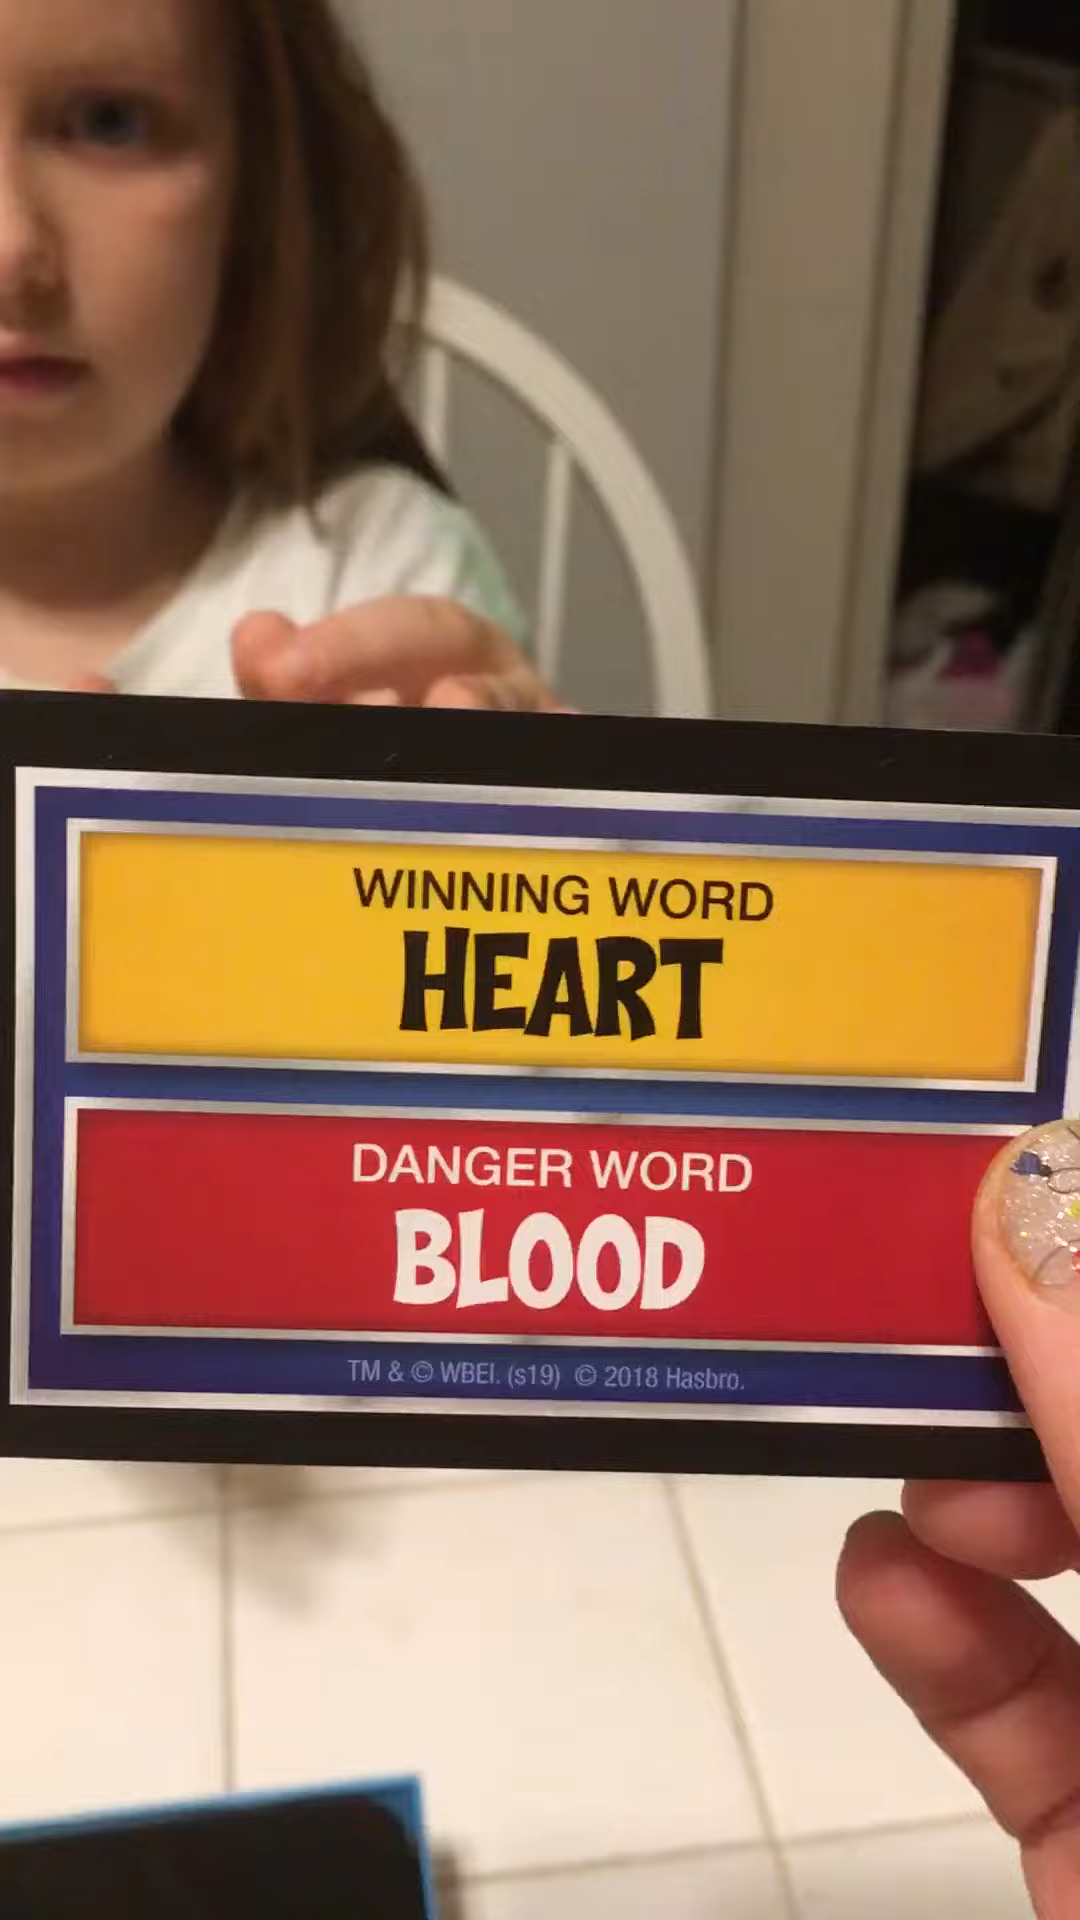 WINNING WORD
HEART
DANGER WORD
BLOOD
TM & © WBEI. (s19) © 2018 Hasbro.